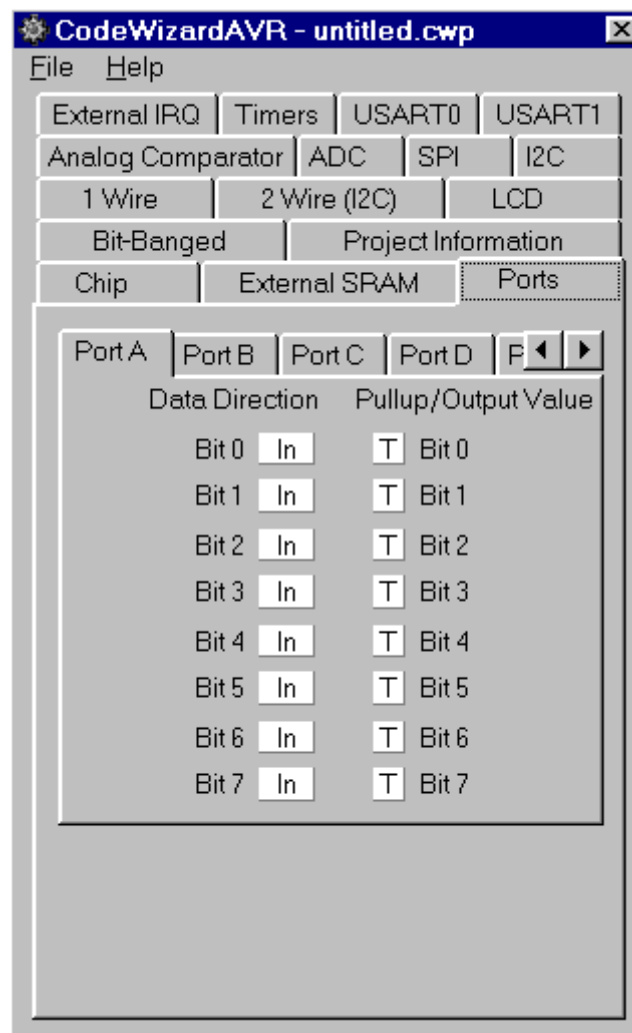 CodeWizardAVR - untitled.cwp
File Help
External IRQ Timers USART0 USART1
Analog Comparator ADC SPI I2C
1 Wire 2 Wire (I2C) LCD
Bit-Banged Project Information
Chip External SRAM Ports
Port A Port B Port C Port D
Data Direction Pullup/Output Value
Bit 0 In T Bit 0
Bit 1 In T Bit 1
Bit 2 In T Bit 2
Bit 3 In T Bit 3
Bit 4 In T Bit 4
Bit 5 In T Bit 5
Bit 6 In T Bit 6
Bit 7 In T Bit 7